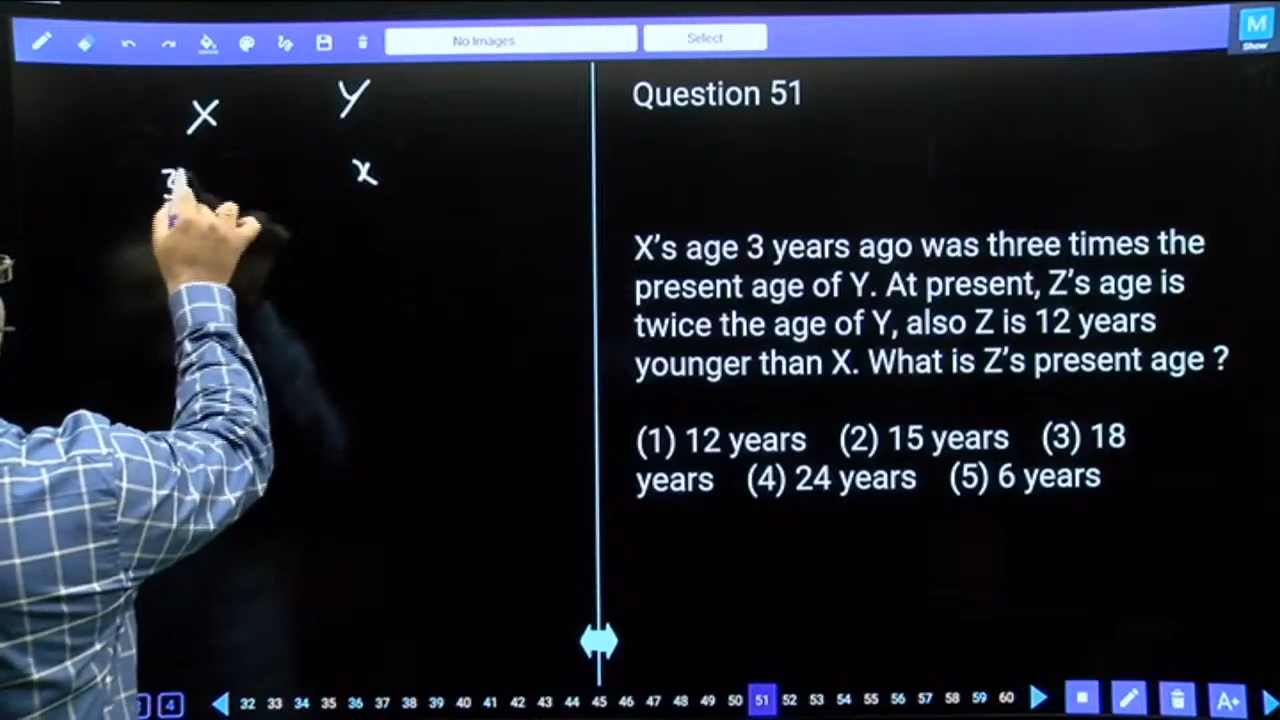 No Images
Select
M
Show
X Y
3 x
Question 51
X’s age 3 years ago was three times the
present age of Y. At present, Z’s age is
twice the age of Y, also Z is 12 years
younger than X. What is Z’s present age ?
(1) 12 years (2) 15 years (3) 18
years (4) 24 years (5) 6 years
4 32 33 34 35 36 37 38 39 40 41 42 43 44 45 46 47 48 49 50 51 52 53 54 55 56 57 58 59 60 A+